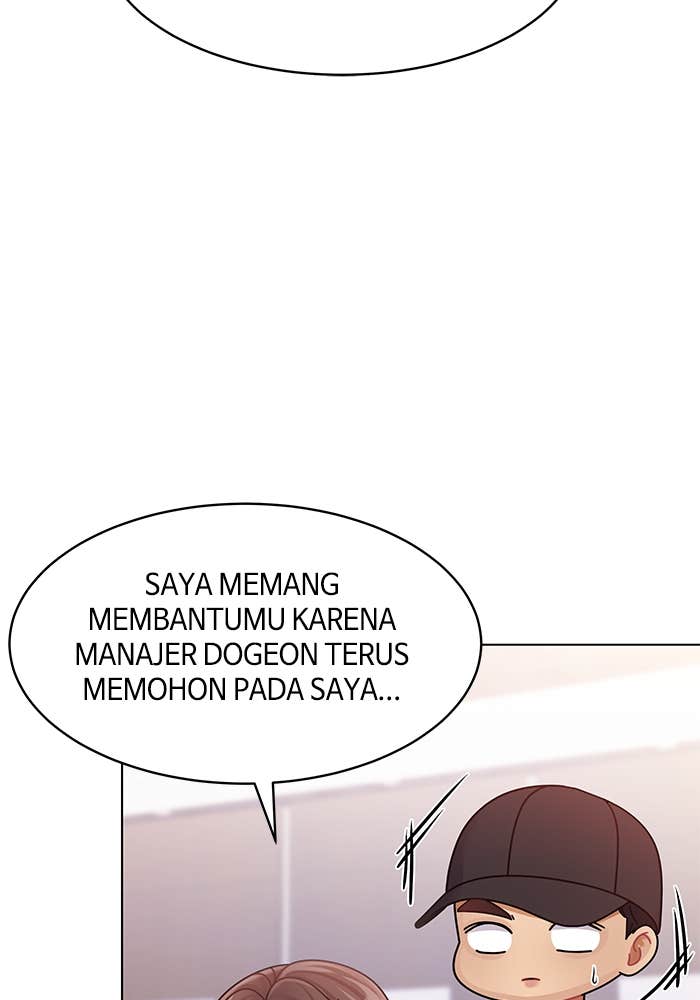 SAYA MEMANG
MEMBANTUMU KARENA
MANAJER DOGEON TERUS
MEMOHON PADA SAYA...